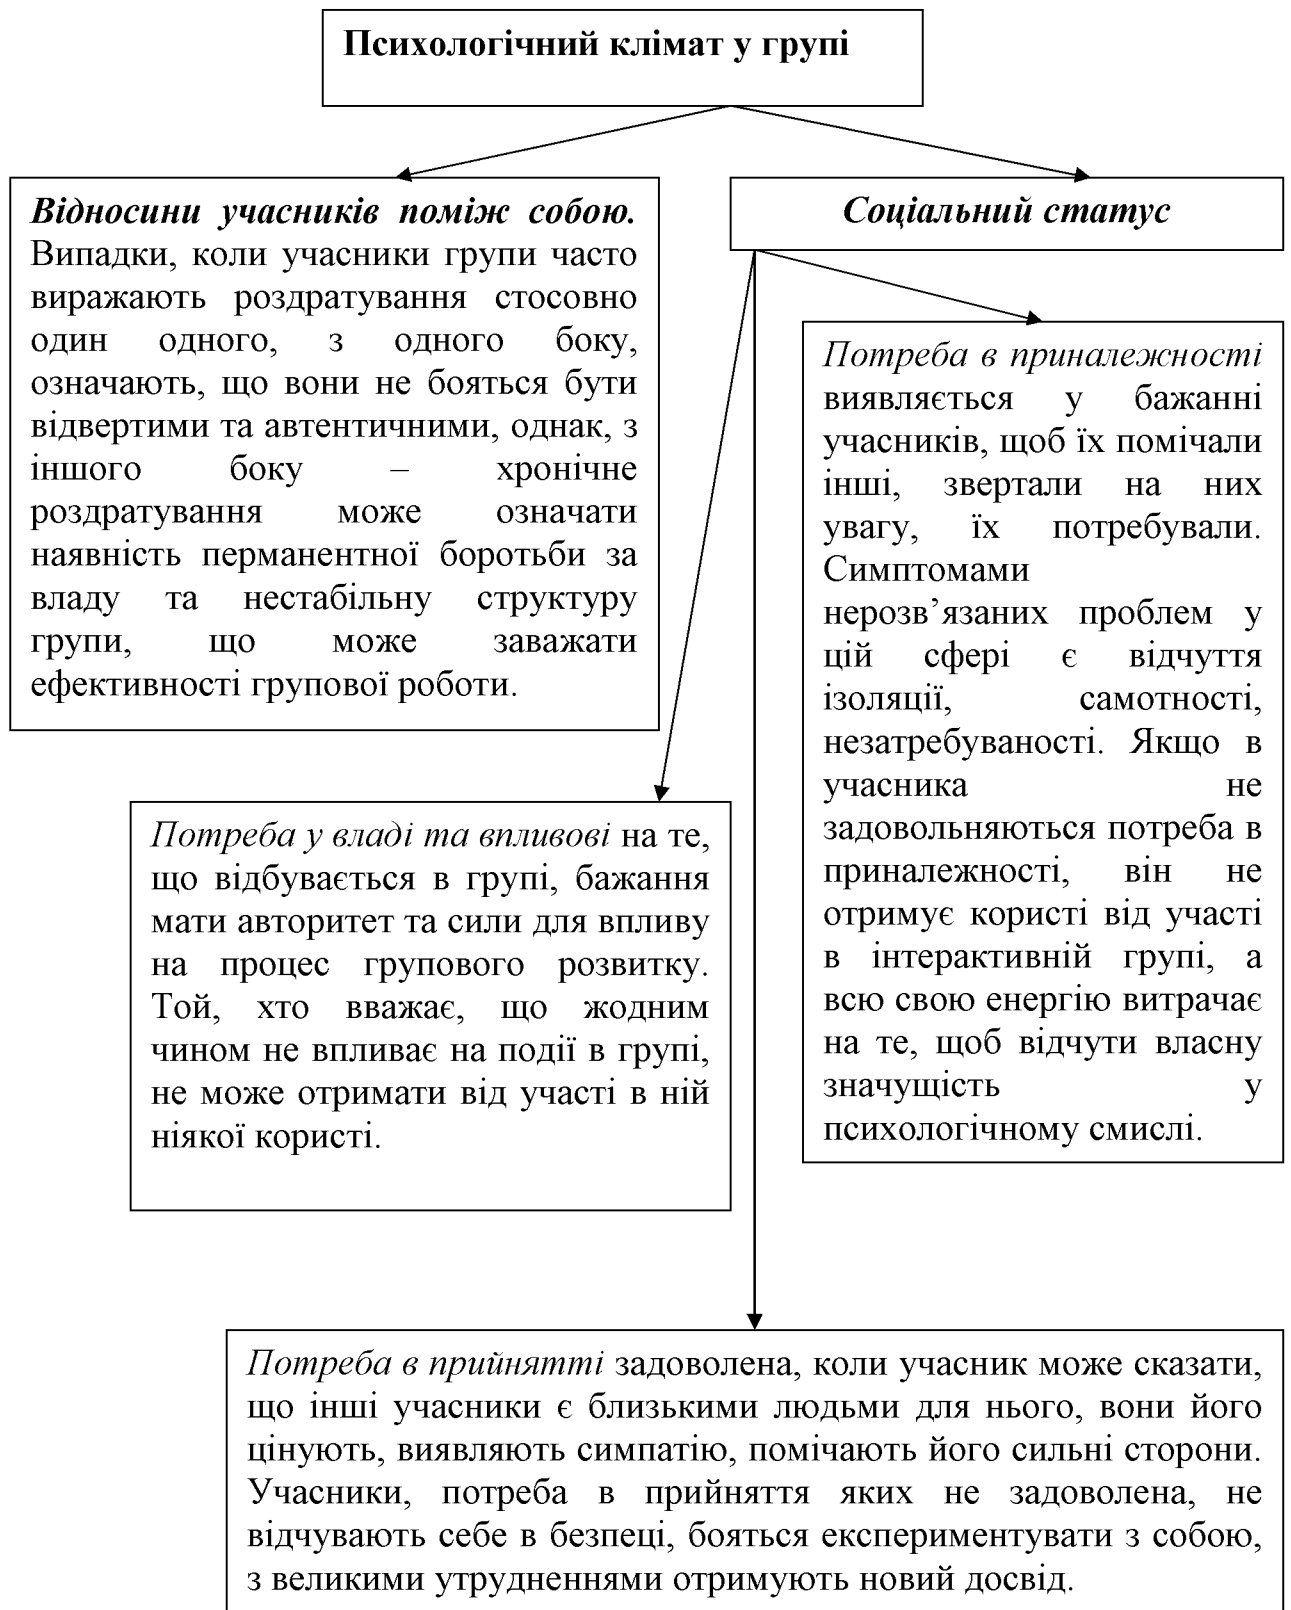 Психологічний клімат у групі
Відносини учасників поміж собою.
Випадки, коли учасники групи часто
виражають роздратування стосовно
один одного, з одного боку,
означають, що вони не бояться бути
відвертими та автентичними, однак, з
іншого боку – хронічне
роздратування може означати
наявність перманентної боротьби за
владу та нестабільну структуру
групи, що може заважати
ефективності групової роботи.
Соціальний статус
Потреба в приналежності
виявляється у бажанні
учасників, щоб їх помічали
інші, звертали на них
увагу, їх потребували.
Симптомами
нерозв’язаних проблем у
цій сфері є відчуття
ізоляції, самотності,
незатребуваності. Якщо в
учасника не
задовольняються потреба в
приналежності, він не
отримує користі від участі
в інтерактивній групі, а
всю свою енергію витрачає
на те, щоб відчути власну
значущість у
психологічному смислі.
Потреба у владі та впливові на те,
що відбувається в групі, бажання
мати авторитет та сили для впливу
на процес групового розвитку.
Той, хто вважає, що жодним
чином не впливає на події в групі,
не може отримати від участі в ній
ніякої користі.
Потреба в прийнятті задоволена, коли учасник може сказати,
що інші учасники є близькими людьми для нього, вони його
цінують, виявляють симпатію, помічають його сильні сторони.
Учасники, потреба в прийняття яких не задоволена, не
відчувають себе в безпеці, бояться експериментувати з собою,
з великими утрудненнями отримують новий досвід.